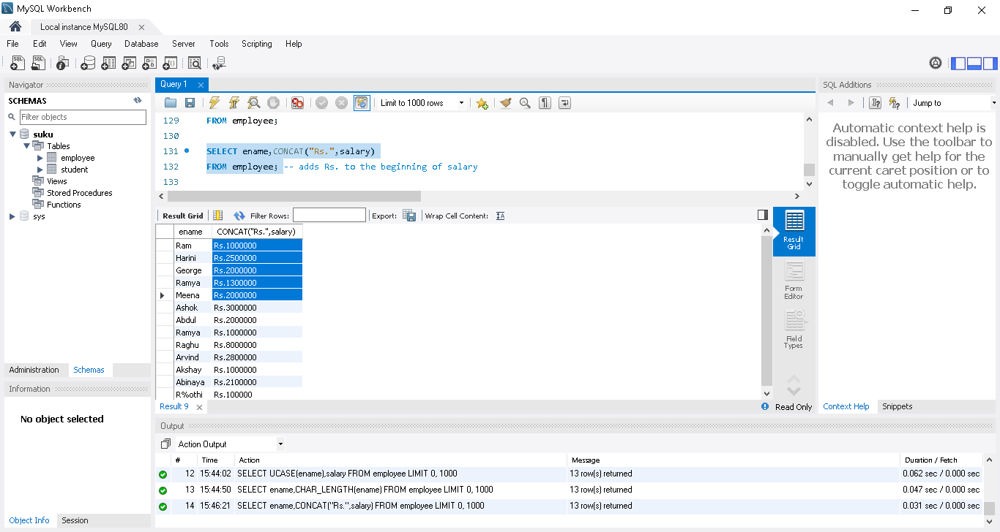 MySQL Workbench
Local instance MySQL80
File Edit View Query Database Server Tools Scripting Help
Navigator
SCHEMAS
Filter objects
suku
Tables
employee
student
Views
Stored Procedures
Functions
sys
Administration Schemas
Information
No object selected
Object Info Session
Query 1
Limit to 1000 rows
129 FROM employee;
130
131 SELECT ename,CONCAT("Rs.",salary)
132 FROM employee; -- adds Rs. to the beginning of salary
133
Result Grid Filter Rows: Export: Wrap Cell Content:
ename CONCAT("Rs.",salary)
Ram Rs.1000000
Harini Rs.2500000
George Rs.2000000
Ramya Rs.1300000
Meena Rs.2000000
Ashok Rs.3000000
Abdul Rs.2000000
Ramya Rs.1000000
Raghu Rs.8000000
Arvind Rs.2800000
Akshay Rs.1000000
Abinaya Rs.2100000
R%othi Rs.100000
Result
Grid
Form
Editor
Field
Types
Result 9 Read Only
SQL Additions
Jump to
Automatic context help is
disabled. Use the toolbar to
manually get help for the
current caret position or to
toggle automatic help.
Context Help Snippets
Output
Action Output
# Time Action Message Duration / Fetch
12 15:44:02 SELECT UCASE(ename),salary FROM employee LIMIT 0, 1000 13 row(s) returned 0.062 sec / 0.000 sec
13 15:44:50 SELECT ename,CHAR_LENGTH(ename) FROM employee LIMIT 0, 1000 13 row(s) returned 0.047 sec / 0.000 sec
14 15:46:21 SELECT ename,CONCAT("Rs.",salary) FROM employee LIMIT 0, 1000 13 row(s) returned 0.031 sec / 0.000 sec